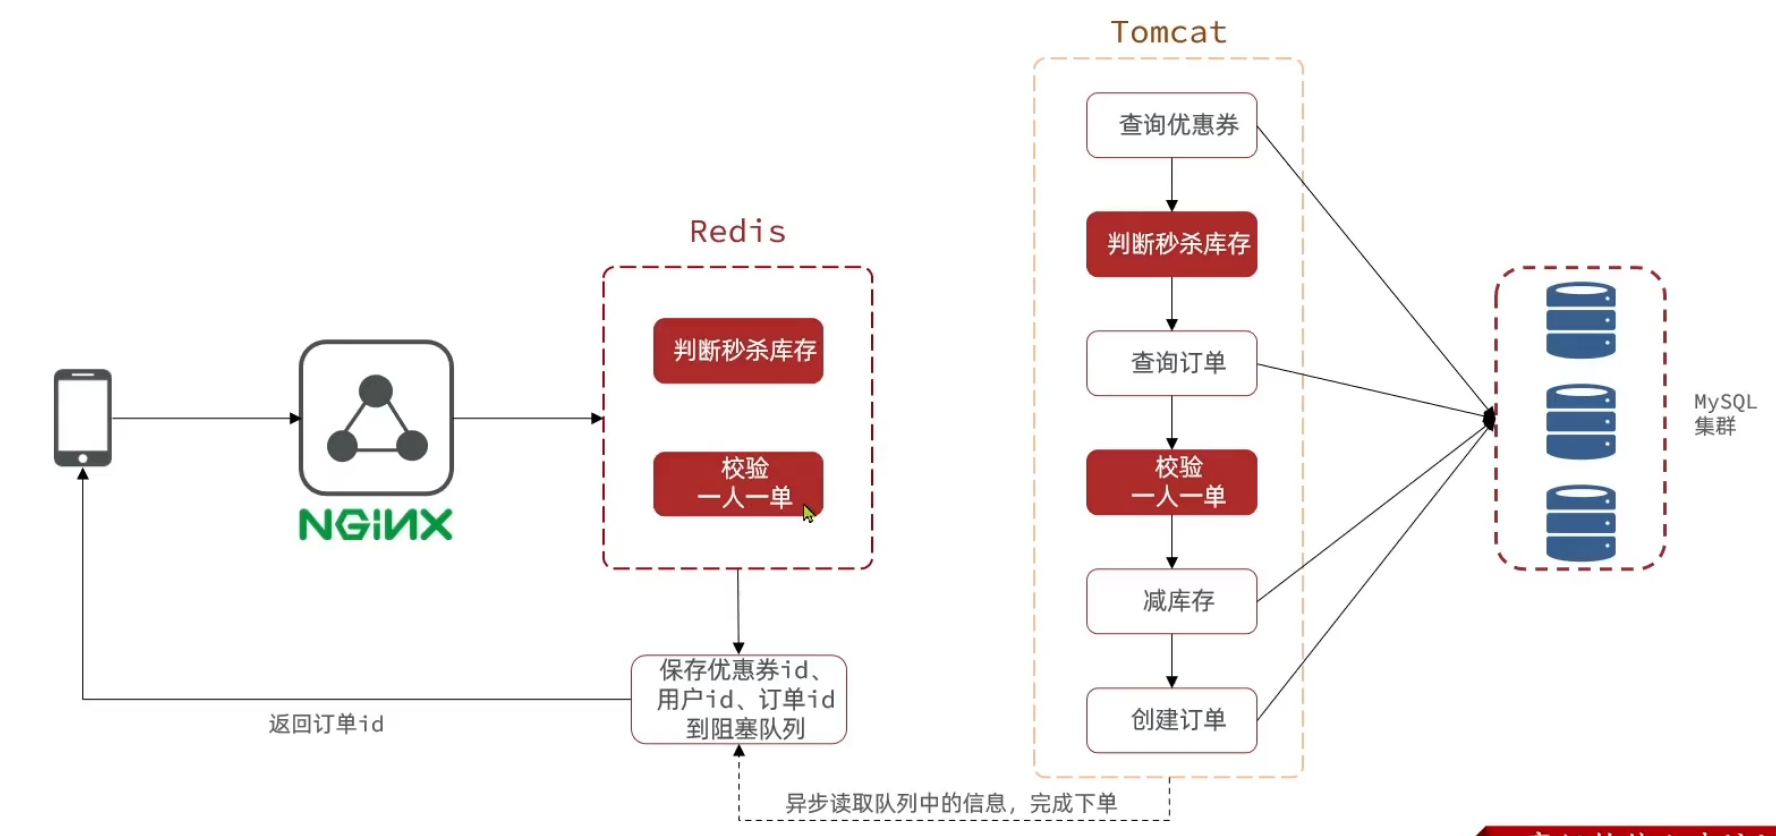 Tomcat
查询优惠券
判断秒杀库存
查询订单
校验
一人一单
减库存
创建订单
Redis
判断秒杀库存
校验
一人一单
NGINX
保存优惠券id、
用户id、订单id
到阻塞队列
返回订单id
异步读取队列中的信息，完成下单
MySQL
集群